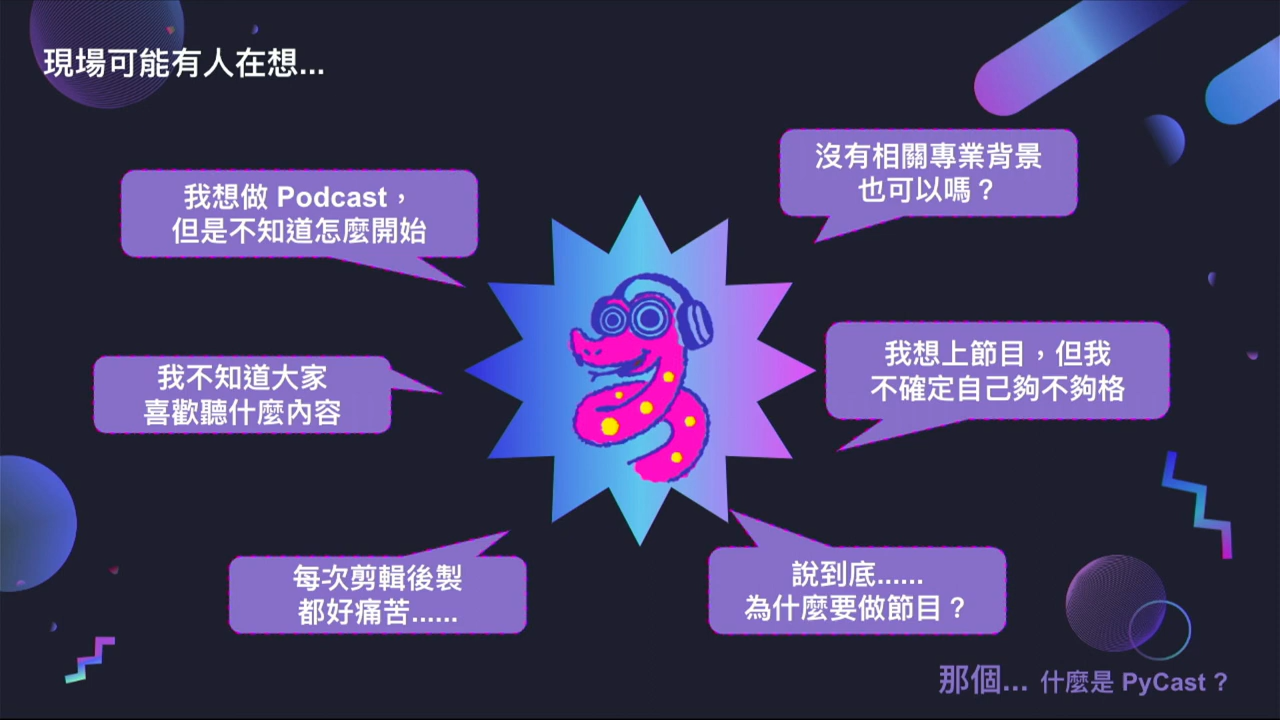 現場可能有人在想...
我想做 Podcast，
但是不知道怎麼開始
沒有相關專業背景
也可以嗎？
我不知道大家
喜歡聽什麼內容
我想上節目，但我
不確定自己夠不夠格
每次剪輯後製
都好痛苦......
說到底......
為什麼要做節目？
那個... 什麼是 PyCast？